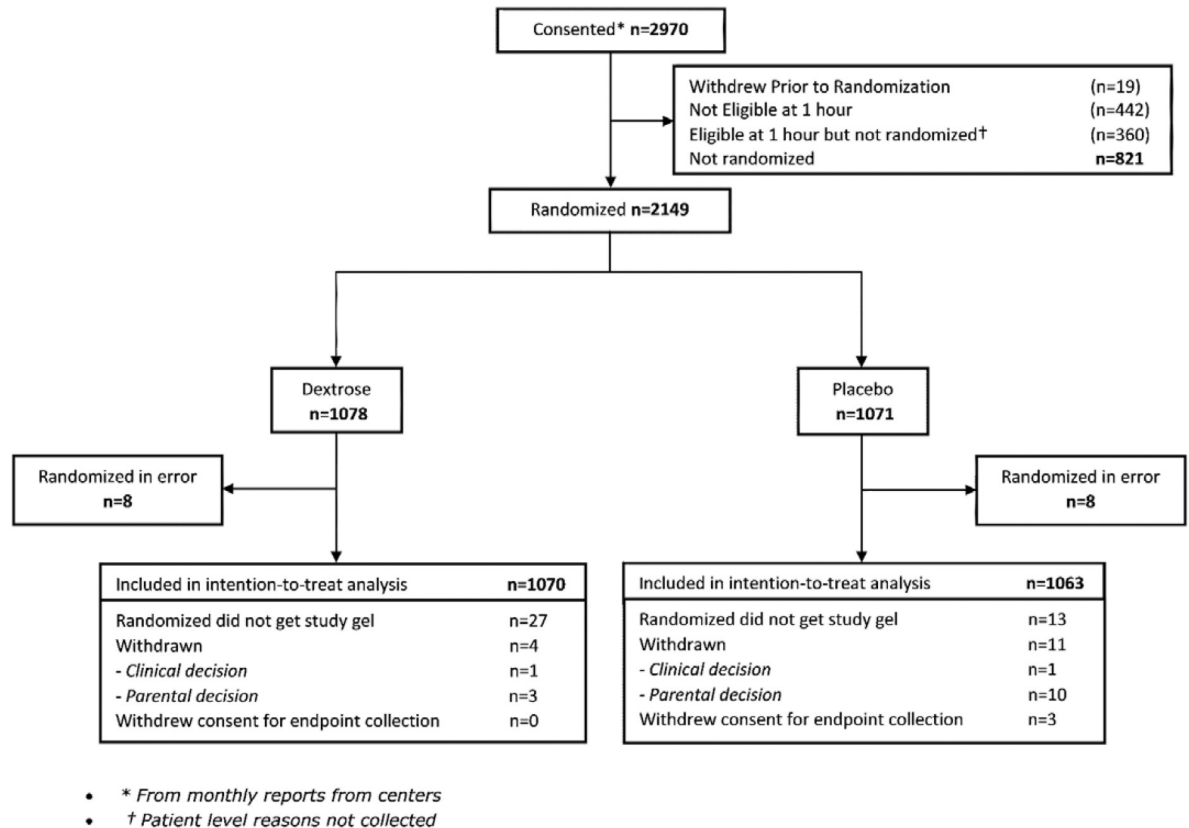 Consented* n=2970
Withdrew Prior to Randomization (n=19)
Not Eligible at 1 hour (n=442)
Eligible at 1 hour but not randomized† (n=360)
Not randomized n=821
Randomized n=2149
Dextrose
n=1078
Placebo
n=1071
Randomized in error
n=8
Randomized in error
n=8
Included in intention-to-treat analysis n=1070
Randomized did not get study gel n=27
Withdrawn n=4
- Clinical decision n=1
- Parental decision n=3
Withdrew consent for endpoint collection n=0
Included in intention-to-treat analysis n=1063
Randomized did not get study gel n=13
Withdrawn n=11
- Clinical decision n=1
- Parental decision n=10
Withdrew consent for endpoint collection n=3
• * From monthly reports from centers
• † Patient level reasons not collected